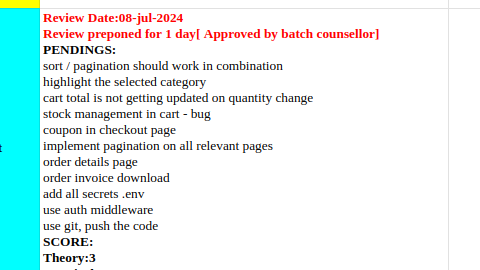 Review Date:08-jul-2024
Review preponed for 1 day[ Approved by batch counsellor]
PENDINGS:
sort / pagination should work in combination
highlight the selected category
cart total is not getting updated on quantity change
stock management in cart - bug
coupon in checkout page
implement pagination on all relevant pages
order details page
order invoice download
add all secrets .env
use auth middleware
use git, push the code
SCORE:
Theory:3